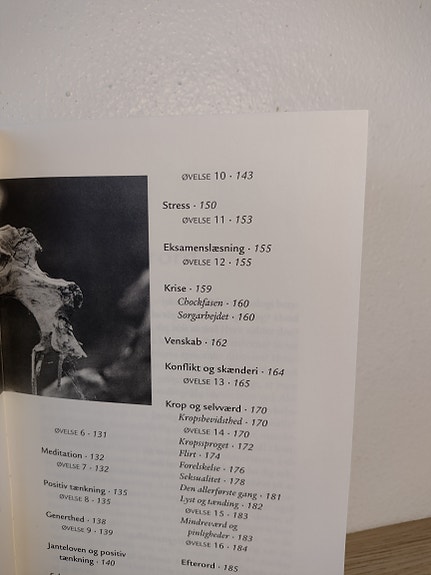 ØVELSE 6 · 131
Meditation · 132
ØVELSE 7 · 132
Positiv tænkning · 135
ØVELSE 8 · 135
Generthed · 138
ØVELSE 9 · 139
Janteloven og positiv
tænkning · 140
ØVELSE 10 · 143
Stress · 150
ØVELSE 11 · 153
Eksamenslæsning · 155
ØVELSE 12 · 155
Krise · 159
Chockfasen · 160
Sorgarbejdet · 160
Venskab · 162
Konflikt og skænderi · 164
ØVELSE 13 · 165
Krop og selvværd · 170
Kropsbevidsthed · 170
ØVELSE 14 · 170
Kropssproget · 172
Flirt · 174
Forelskelse · 176
Seksualitet · 178
Den allerførste gang · 181
Lyst og tænding · 182
ØVELSE 15 · 183
Mindreværd og
pinligheder · 183
ØVELSE 16 · 184
Efterord · 185